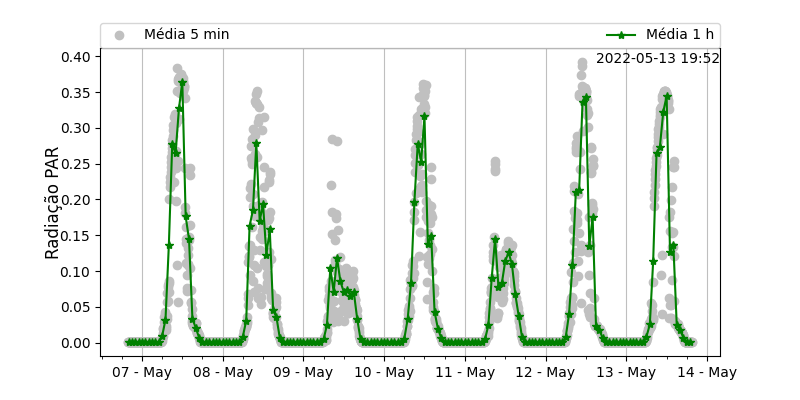 Média 5 min
Média 1 h
2022-05-13 19:52
Radiação PAR
0.40
0.35
0.30
0.25
0.20
0.15
0.10
0.05
0.00
07 - May
08 - May
09 - May
10 - May
11 - May
12 - May
13 - May
14 - May